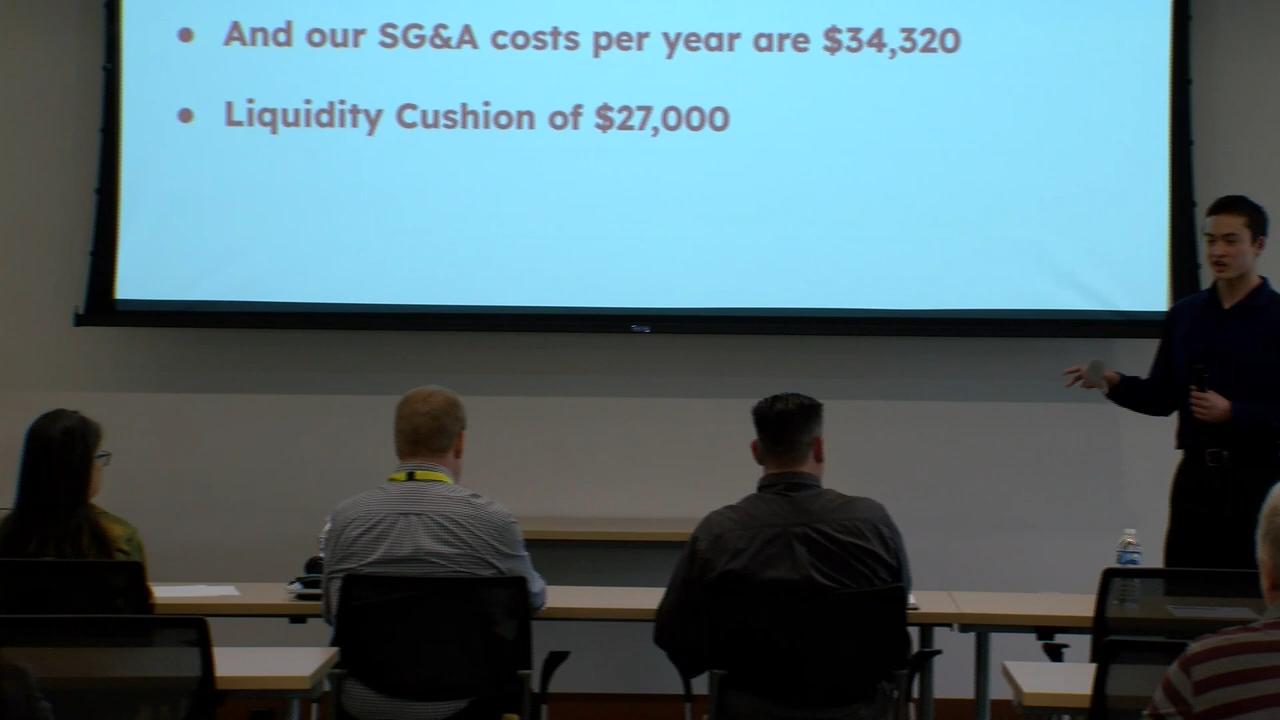 And our SG&A costs per year are $34,320
Liquidity Cushion of $27,000